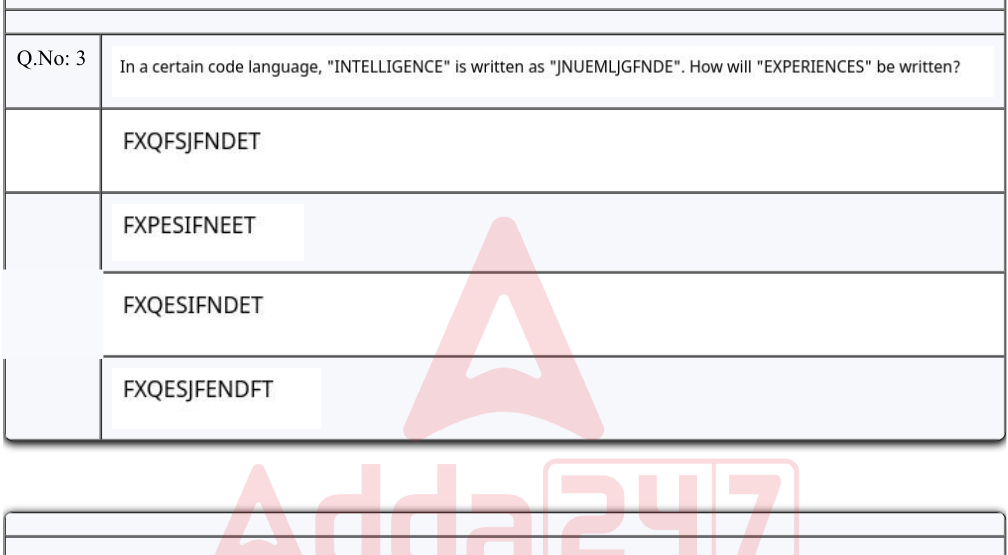 Q.No: 3
In a certain code language, "INTELLIGENCE" is written as "JNUEMLJGFNDE". How will "EXPERIENCES" be written?
FXQFSJFNDET
FXPESIFNEET
FXQESIFNDET
FXQESJFENDFT
Adda247